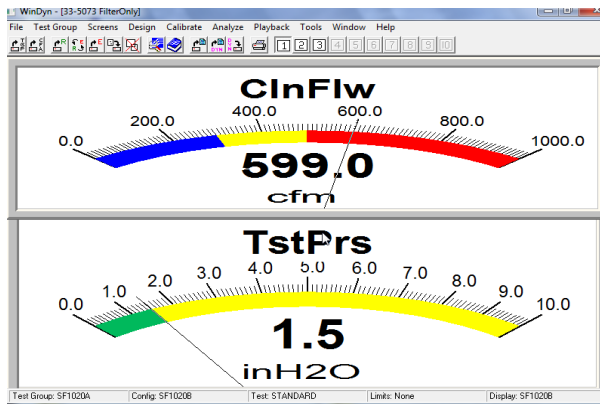 WinDyn - [33-5073 FilterOnly]
File Test Group Screens Design Calibrate Analyze Playback Tools Window Help
1 2 3 4 5 6 7 8 9 10
ClnFlw
0.0 200.0 400.0 600.0 800.0 1000.0
599.0
cfm
TstPrs
0.0 1.0 2.0 3.0 4.0 5.0 6.0 7.0 8.0 9.0 10.0
1.5
inH2O
Test Group: SF1020A Config: SF1020B Test: STANDARD Limits: None Display: SF1020B